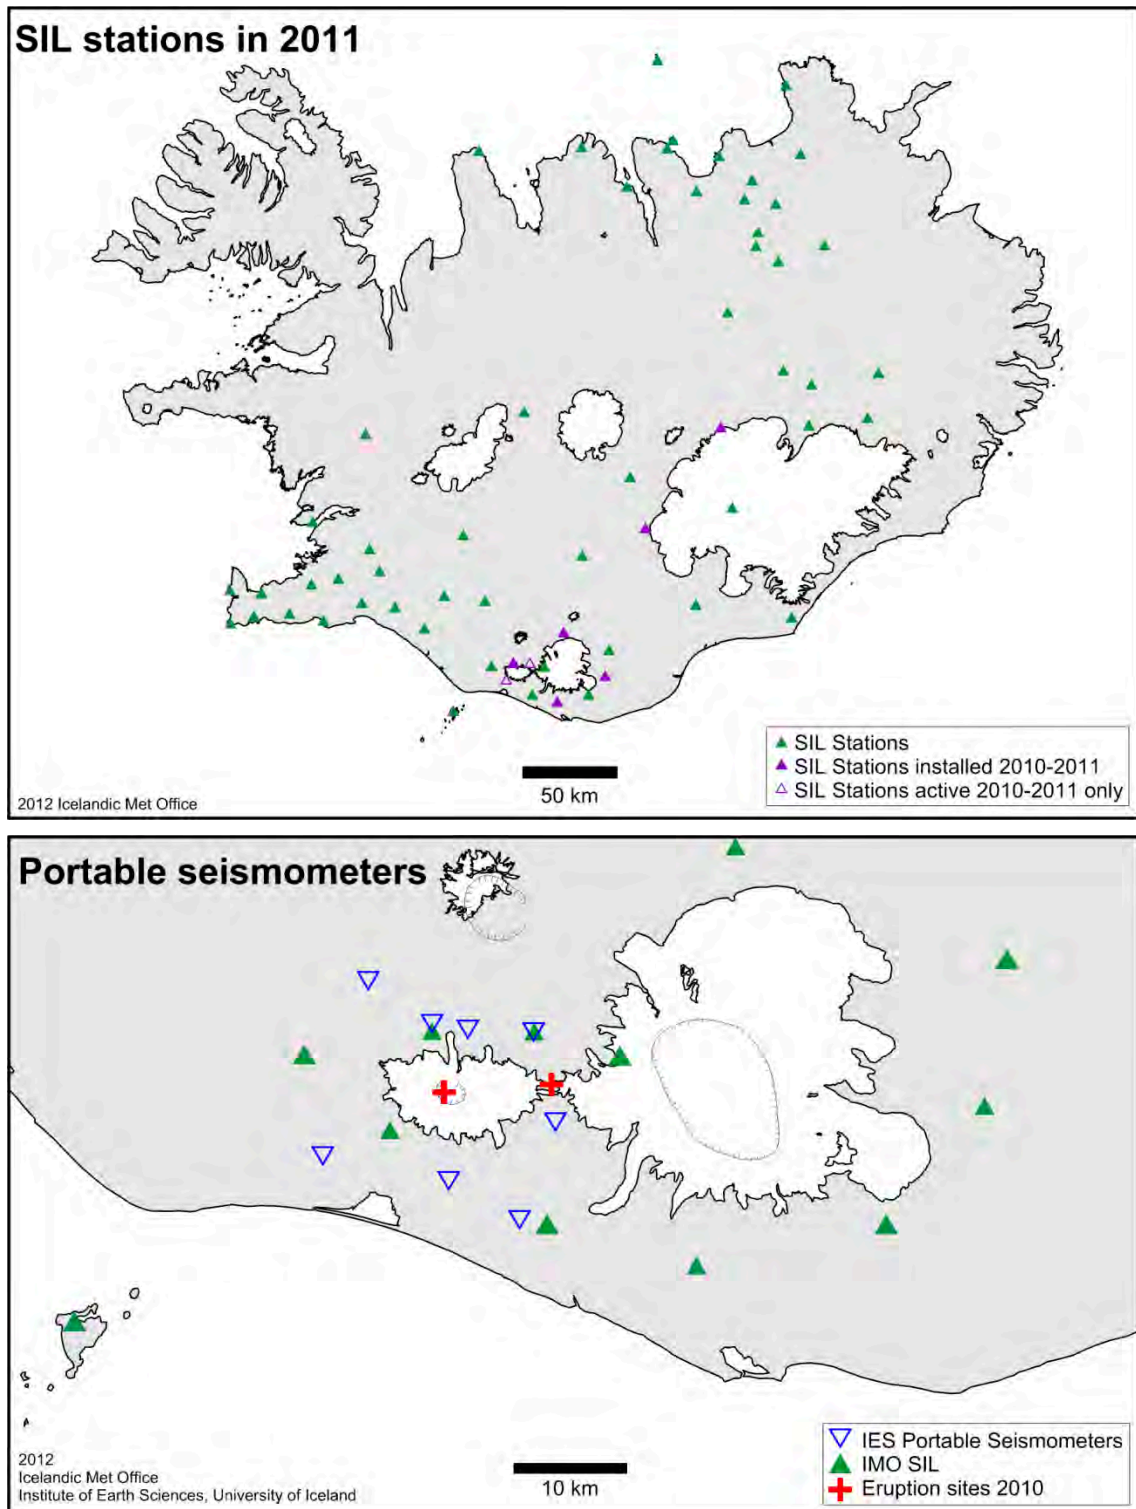 SIL stations in 2011
SIL Stations
SIL Stations installed 2010-2011
SIL Stations active 2010-2011 only
50 km
2012 Icelandic Met Office
Portable seismometers
IES Portable Seismometers
IMO SIL
Eruption sites 2010
10 km
2012
Icelandic Met Office
Institute of Earth Sciences, University of Iceland